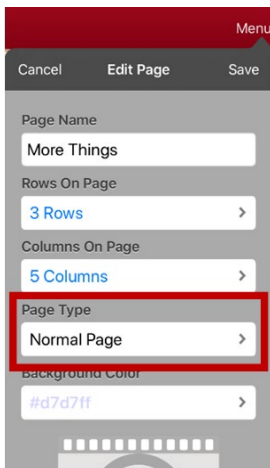 Menu
Cancel Edit Page Save
Page Name
More Things
Rows On Page
3 Rows
Columns On Page
5 Columns
Page Type
Normal Page
Background Color
#d7d7ff